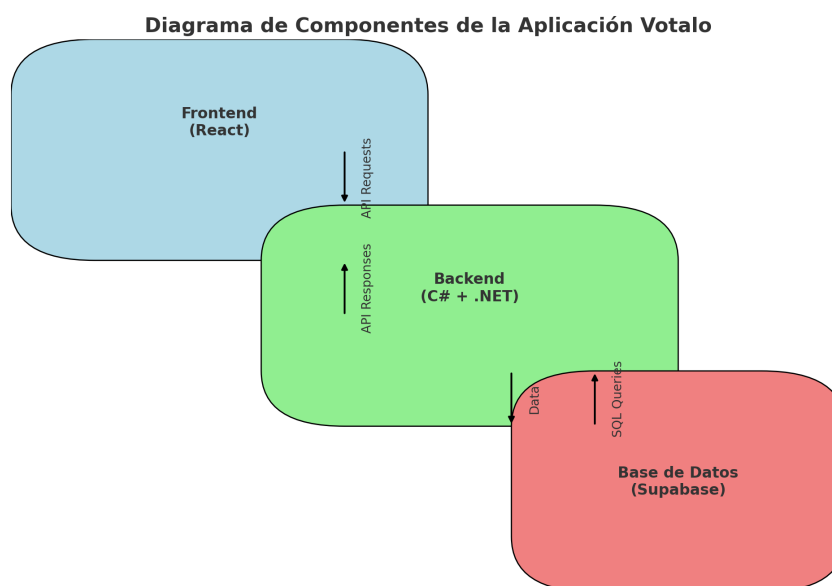 Diagrama de Componentes de la Aplicación Votalo
Frontend
(React)
API Requests
API Responses
Backend
(C# + .NET)
Data
SQL Queries
Base de Datos
(Supabase)